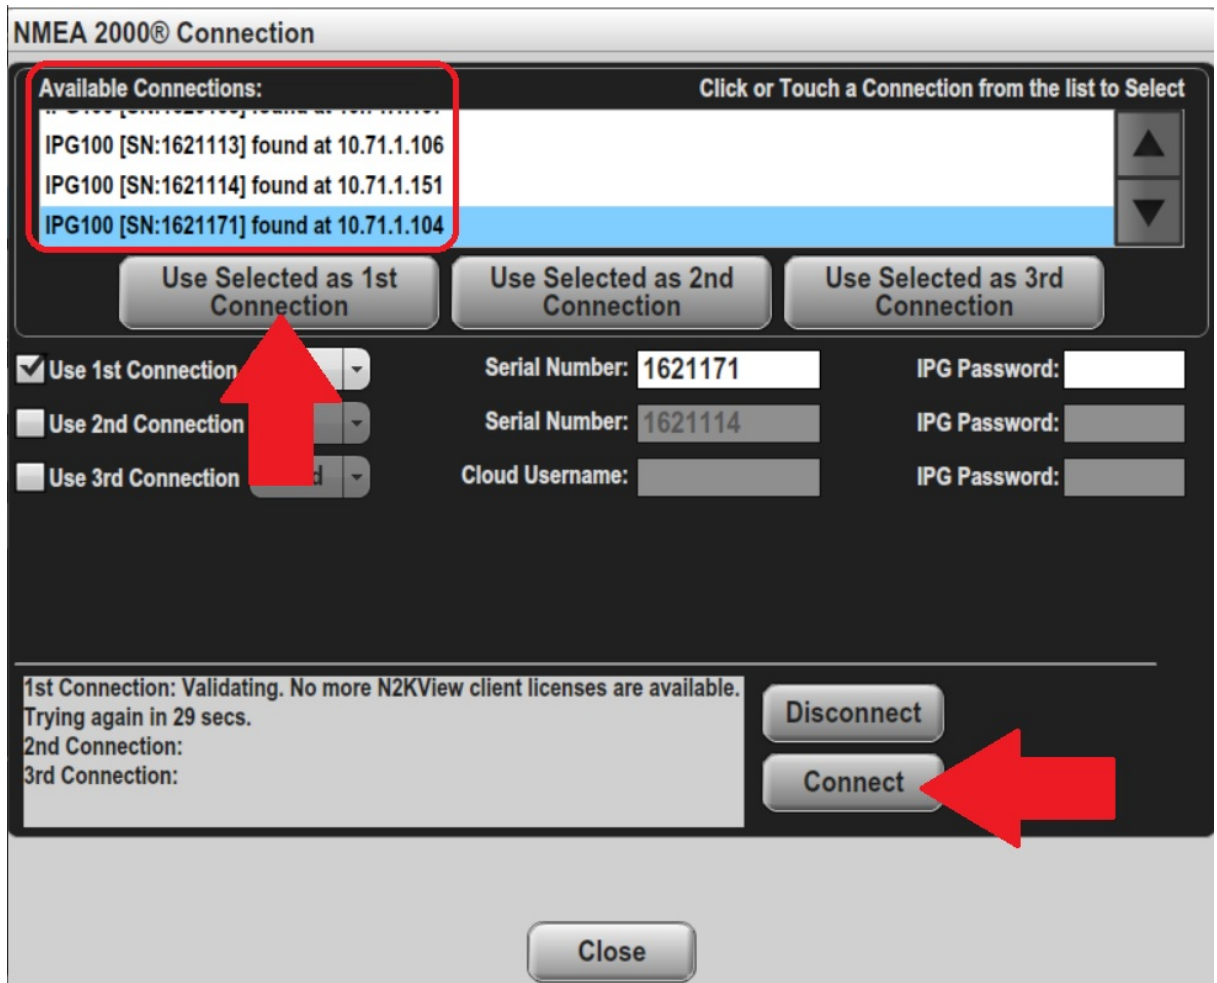 NMEA 2000® Connection
Available Connections:
Click or Touch a Connection from the list to Select
IPG100 [SN:1621113] found at 10.71.1.106
IPG100 [SN:1621114] found at 10.71.1.151
IPG100 [SN:1621171] found at 10.71.1.104
Use Selected as 1st
Connection
Use Selected as 2nd
Connection
Use Selected as 3rd
Connection
Use 1st Connection
Serial Number: 1621171
IPG Password:
Use 2nd Connection
Serial Number: 1621114
IPG Password:
Use 3rd Connection
Cloud Username:
IPG Password:
1st Connection: Validating. No more N2KView client licenses are available.
Trying again in 29 secs.
2nd Connection:
3rd Connection:
Disconnect
Connect
Close